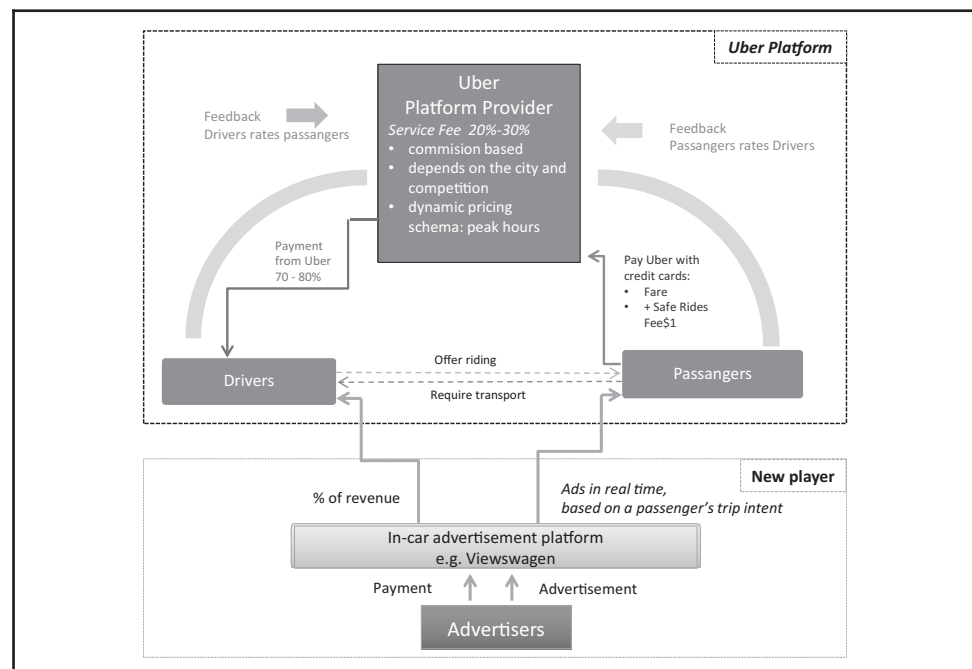 Uber Platform
Uber
Platform Provider
Service Fee 20%-30%
• commision based
• depends on the city and
competition
• dynamic pricing
schema: peak hours
Feedback
Drivers rates passangers
Feedback
Passangers rates Drivers
Payment
from Uber
70 - 80%
Pay Uber with
credit cards:
• Fare
• + Safe Rides
Fee$1
Drivers
Offer riding
Require transport
Passangers
New player
% of revenue
Ads in real time,
based on a passenger's trip intent
In-car advertisement platform
e.g. Viewswagen
Payment
Advertisement
Advertisers